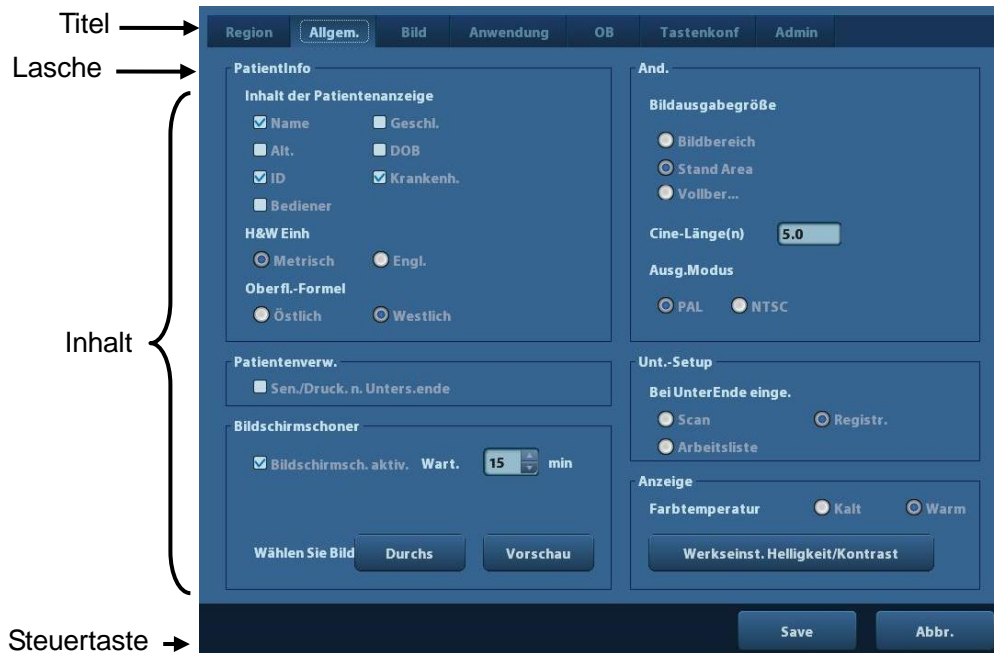 Titel
Lasche
Inhalt
Steuertaste
Region Allgem. Bild Anwendung OB Tastenkonf Admin
PatientInfo
Inhalt der Patientenanzeige
Name Geschl.
Alt. DOB
ID Krankenh.
Bediener
H&W Einh
Metrisch Engl.
Oberfl.-Formel
Östlich Westlich
Patientenverw.
Sen./Druck. n. Unters.ende
Bildschirmschoner
Bildschirmsch. aktiv. Wart. 15 min
Wählen Sie Bild Durchs Vorschau
And.
Bildausgabegröße
Bildbereich
Stand Area
Vollber...
Cine-Länge(n) 5.0
Ausg.Modus
PAL NTSC
Unt.-Setup
Bei UnterEnde einge.
Scan Registr.
Arbeitsliste
Anzeige
Farbtemperatur Kalt Warm
Werkseinst. Helligkeit/Kontrast
Save Abbr.